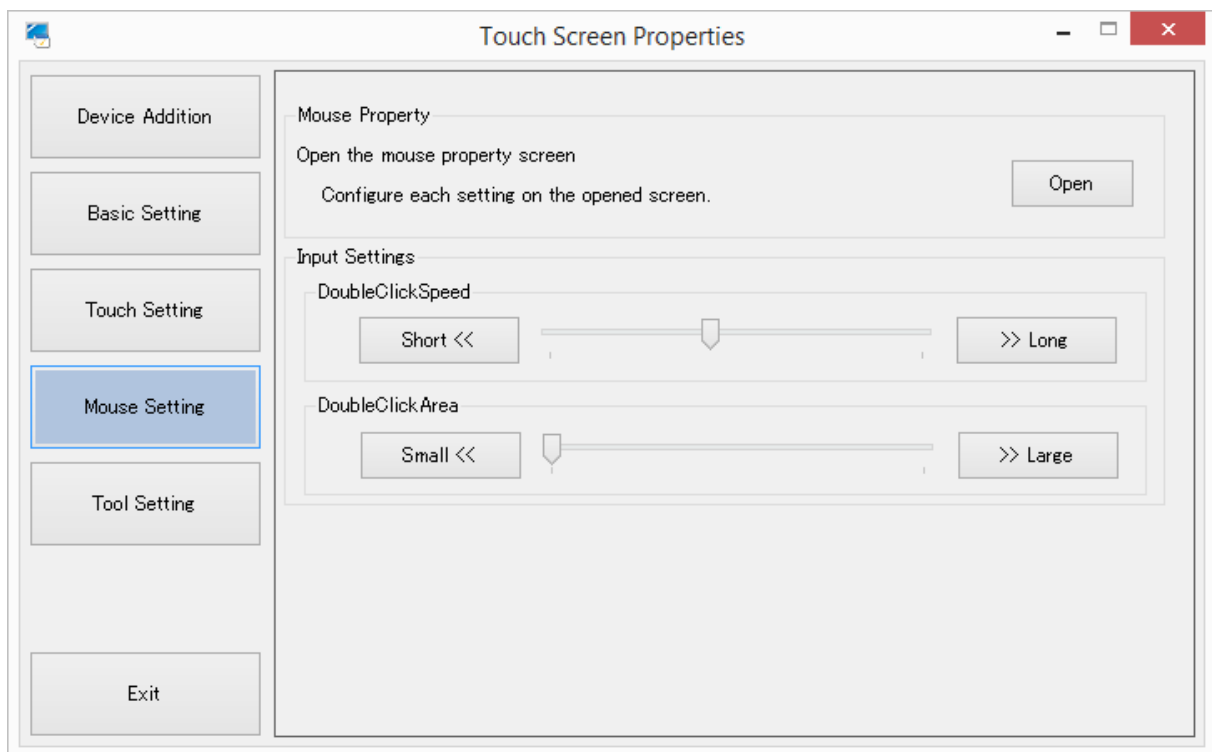 Touch Screen Properties
Device Addition
Basic Setting
Touch Setting
Mouse Setting
Tool Setting
Exit
Mouse Property
Open the mouse property screen
Configure each setting on the opened screen.
Open
Input Settings
DoubleClickSpeed
Short <<
>> Long
DoubleClickArea
Small <<
>> Large